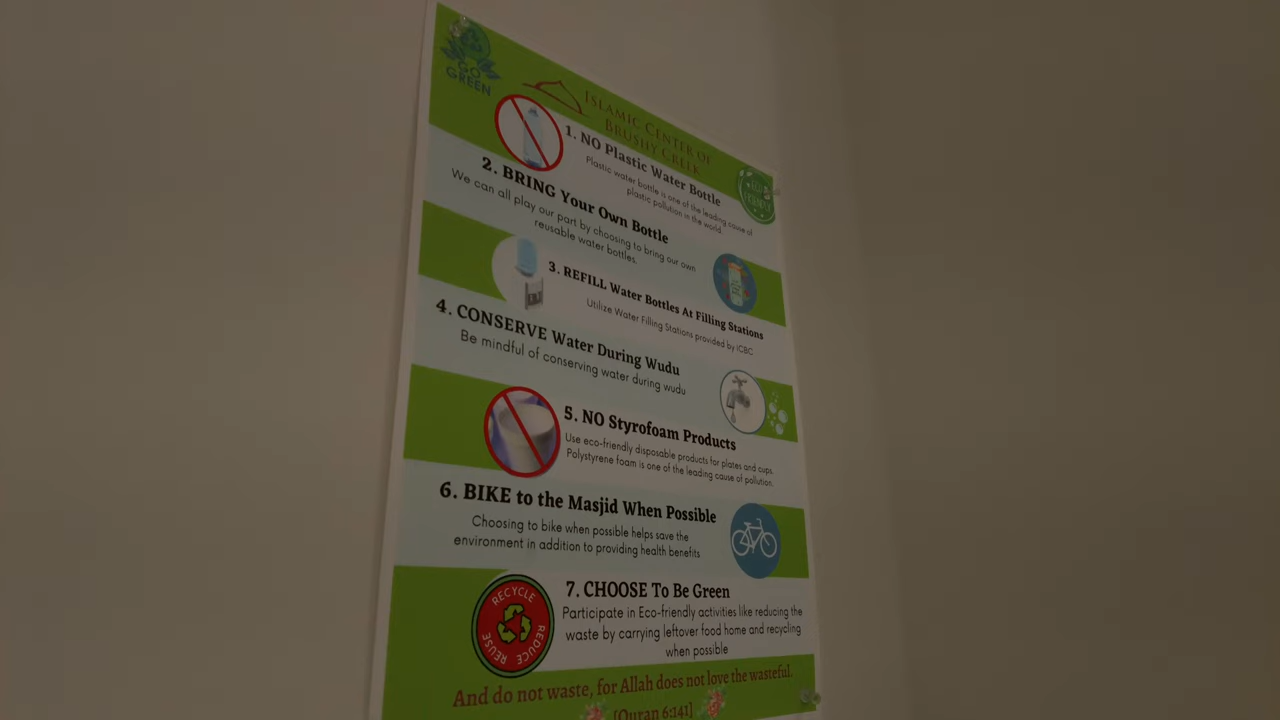 GO
GREEN
ISLAMIC CENTER OF
BRUSHY CREEK
1. NO Plastic Water Bottle
Plastic water bottle is one of the leading cause of
plastic pollution in the world.
2. BRING Your Own Bottle
We can all play our part by choosing to bring our own
reusable water bottles.
3. REFILL Water Bottles At Filling Stations
Utilize Water Filling Stations provided by ICBC
4. CONSERVE Water During Wudu
Be mindful of conserving water during wudu
5. NO Styrofoam Products
Use eco-friendly disposable products for plates and cups.
Polystyrene foam is one of the leading cause of pollution.
6. BIKE to the Masjid When Possible
Choosing to bike when possible helps save the
environment in addition to providing health benefits
7. CHOOSE To Be Green
Participate in Eco-friendly activities like reducing the
waste by carrying leftover food home and recycling
when possible
RECYCLE
REDUCE
REUSE
And do not waste, for Allah does not love the wasteful.
[Quran 6:141]